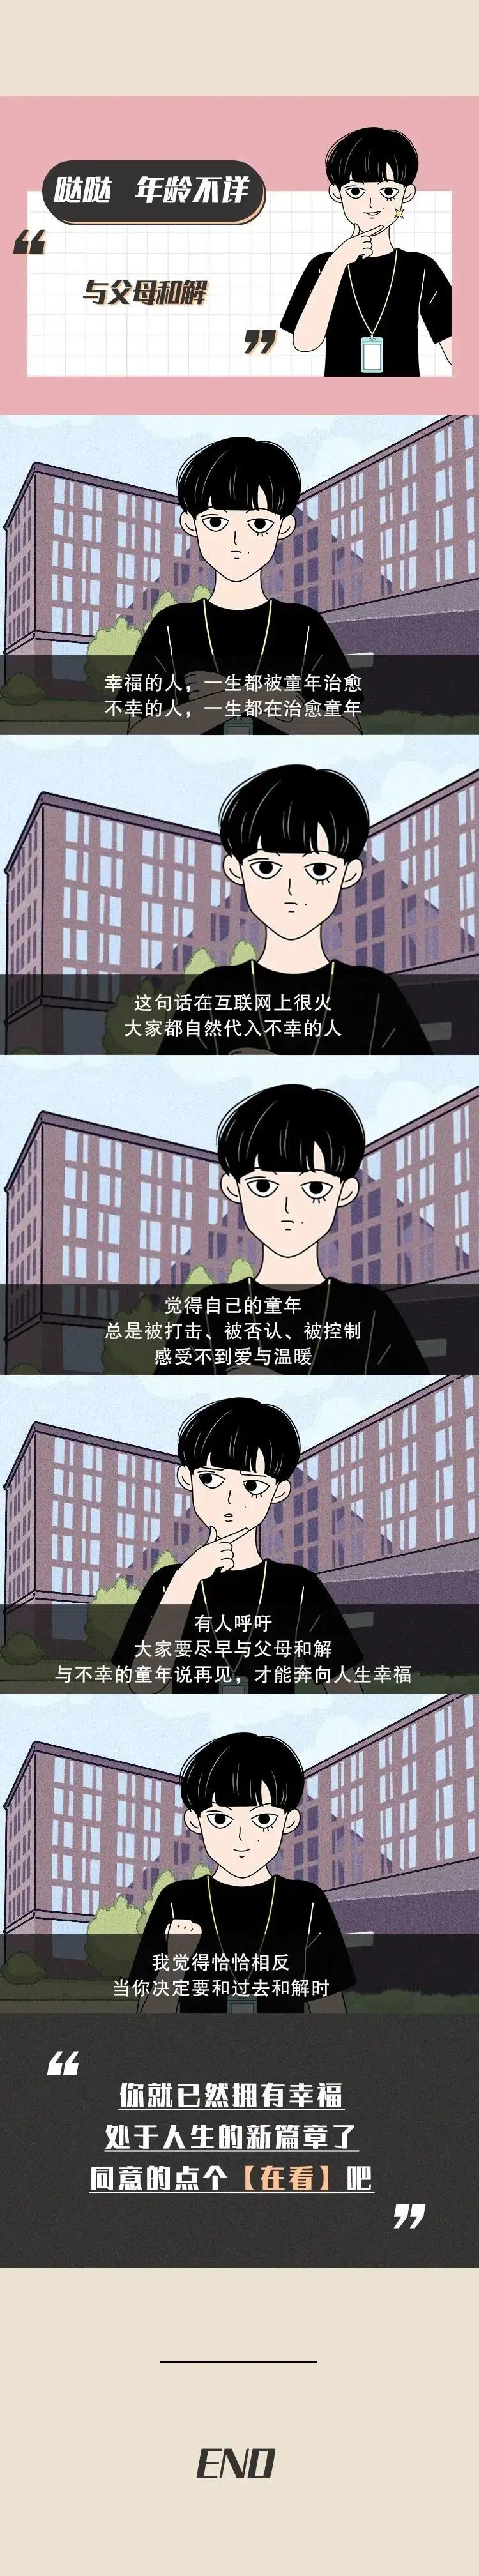 哒哒 年龄不详
“
与父母和解
”
幸福的人，一生都被童年治愈
不幸的人，一生都在治愈童年
这句话在互联网上很火
大家都自然代入不幸的人
觉得自己的童年
总是被打击、被否认、被控制
感受不到爱与温暖
有人呼吁
大家要尽早与父母和解
与不幸的童年说再见，才能奔向人生幸福
我觉得恰恰相反
当你决定要和过去和解时
“
你就已然拥有幸福
处于人生的新篇章了
同意的点个【在看】吧
”
END